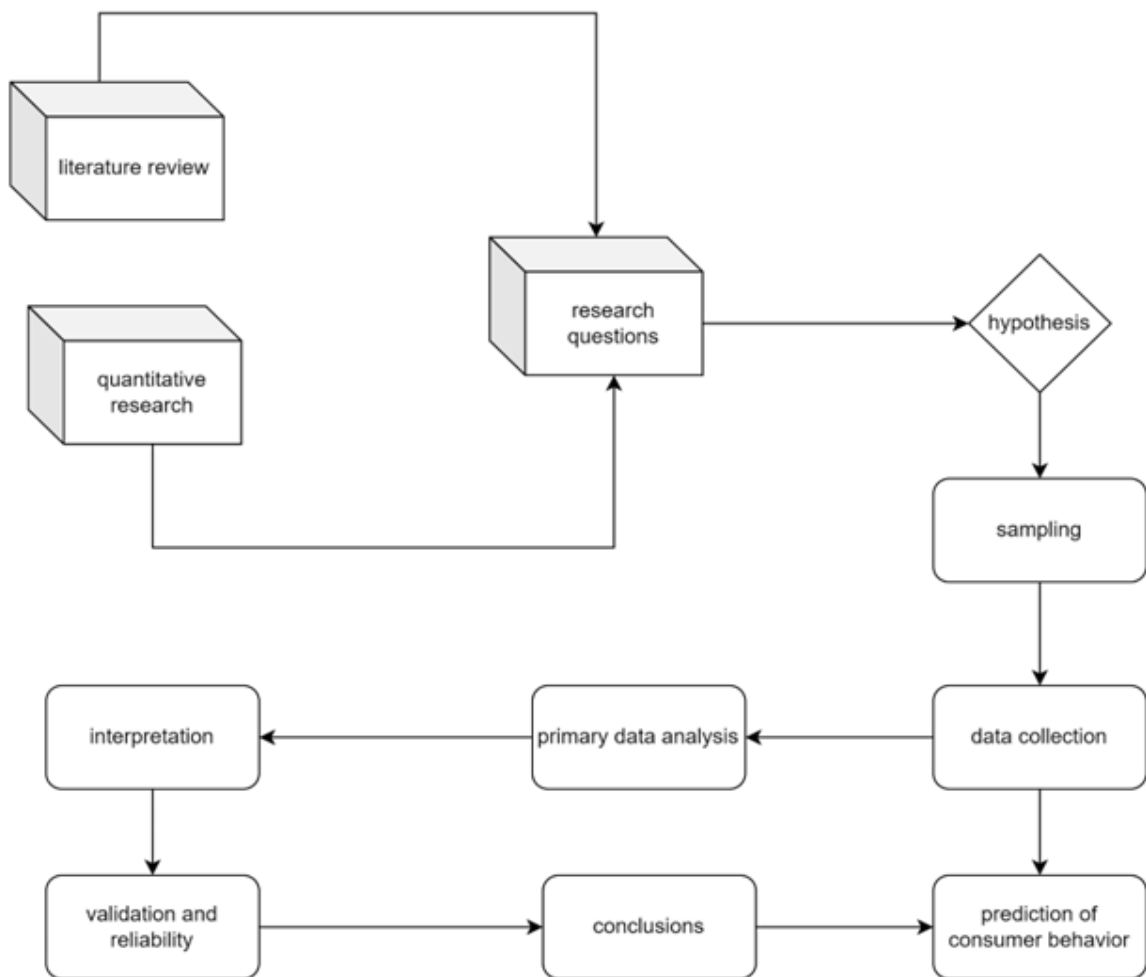 literature review
research
questions
hypothesis
quantitative
research
sampling
interpretation
primary data analysis
data collection
validation and
reliability
conclusions
prediction of
consumer behavior